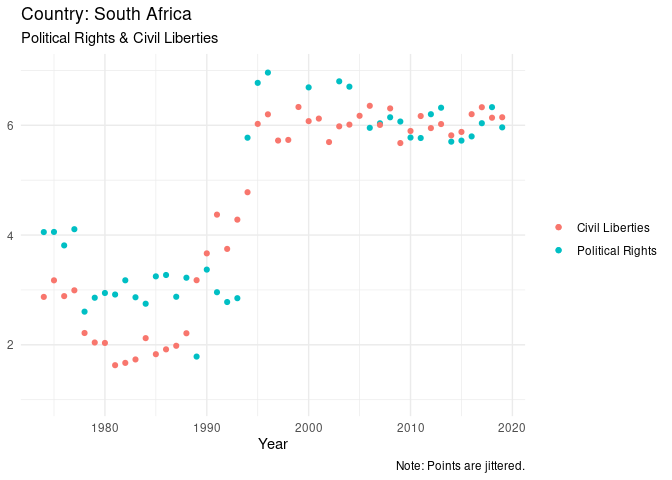 Country: South Africa
Political Rights & Civil Liberties
6
4
2
Civil Liberties
Political Rights
1980 1990 2000 2010 2020
Year
Note: Points are jittered.